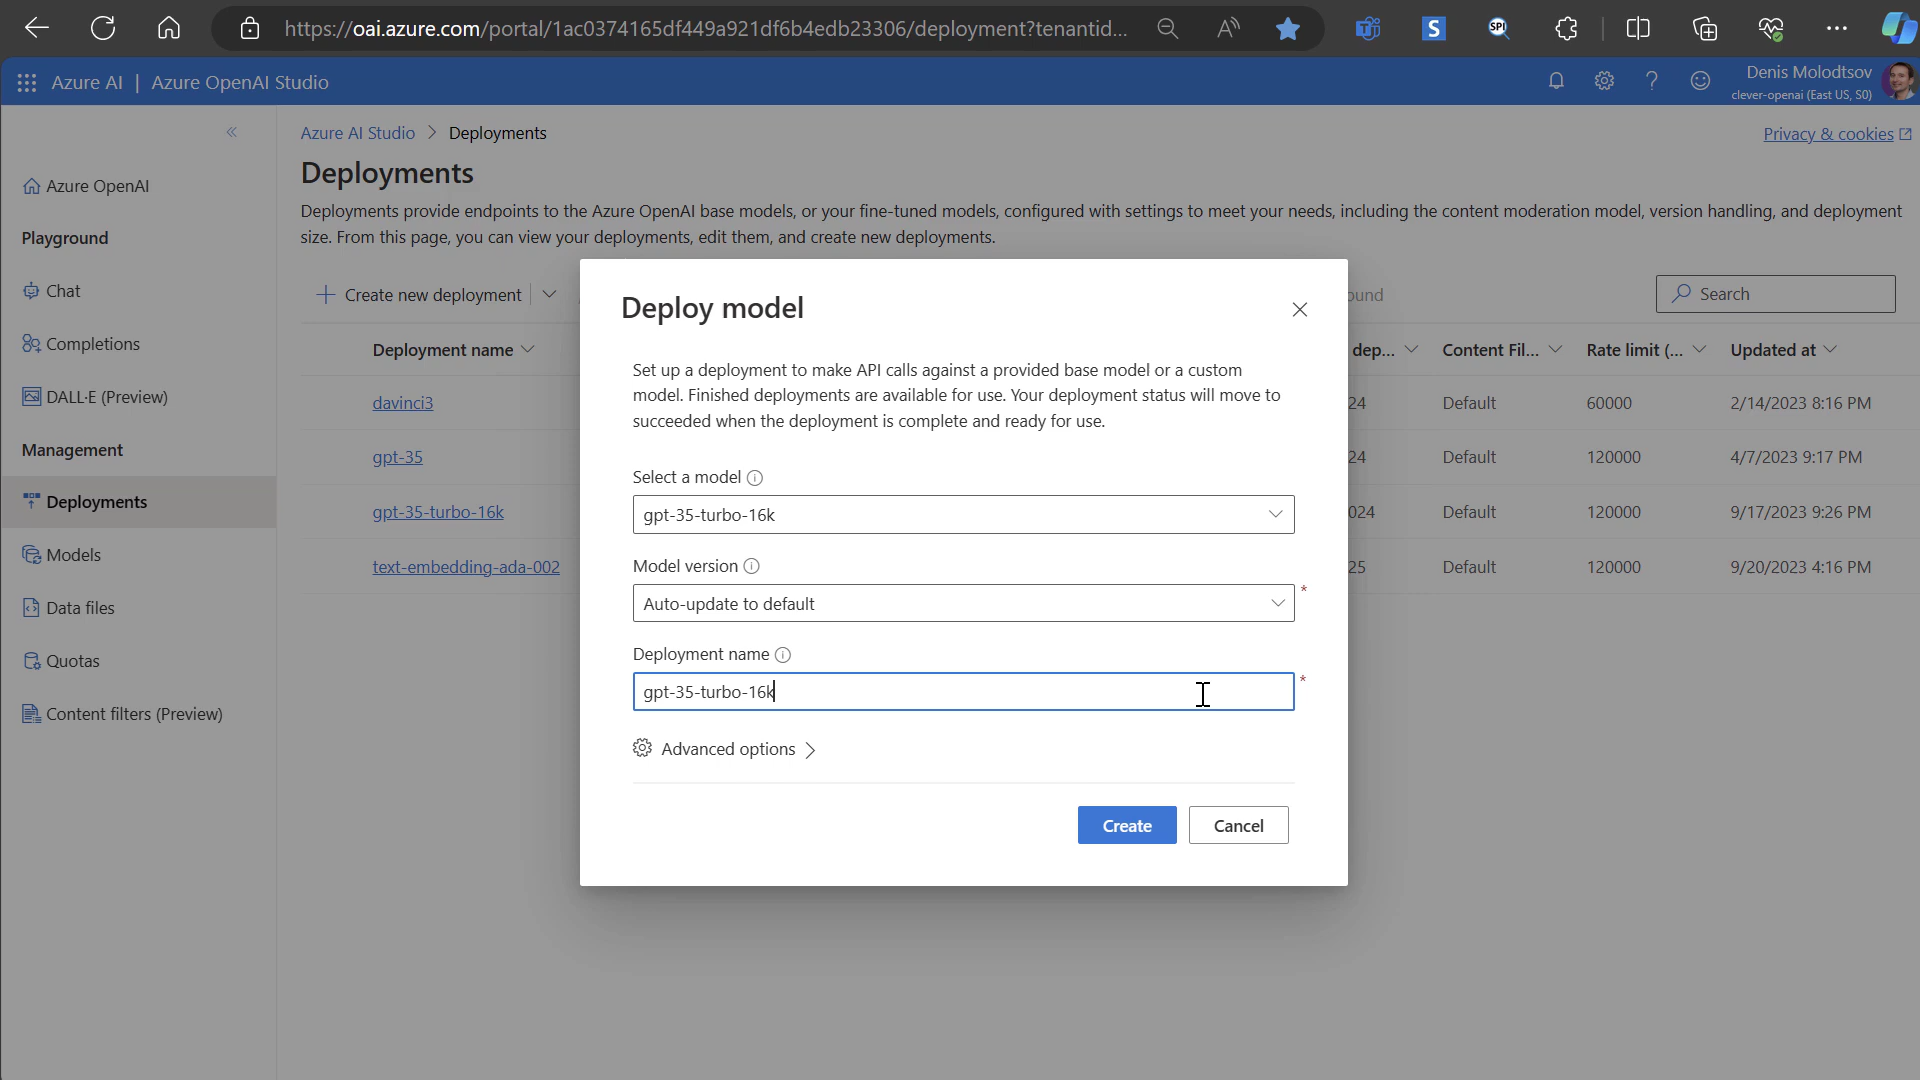 https://oai.azure.com/portal/1ac0374165df449a921df6b4edb23306/deployment?tenantid...
Azure AI | Azure OpenAI Studio
Denis Molodtsov
clever-openai (East US, S0)
Azure AI Studio > Deployments
Privacy & cookies
Deployments
Deployments provide endpoints to the Azure OpenAI base models, or your fine-tuned models, configured with settings to meet your needs, including the content moderation model, version handling, and deployment
size. From this page, you can view your deployments, edit them, and create new deployments.
Azure OpenAI
Playground
Chat
Completions
DALL·E (Preview)
Management
Deployments
Models
Data files
Quotas
Content filters (Preview)
Create new deployment
Search
Deployment name
dep... Content Fil... Rate limit (... Updated at
davinci3
24 Default 60000 2/14/2023 8:16 PM
gpt-35
24 Default 120000 4/7/2023 9:17 PM
gpt-35-turbo-16k
024 Default 120000 9/17/2023 9:26 PM
text-embedding-ada-002
25 Default 120000 9/20/2023 4:16 PM
Deploy model
Set up a deployment to make API calls against a provided base model or a custom
model. Finished deployments are available for use. Your deployment status will move to
succeeded when the deployment is complete and ready for use.
Select a model
gpt-35-turbo-16k
Model version
Auto-update to default
*
Deployment name
gpt-35-turbo-16k
*
Advanced options
Create
Cancel